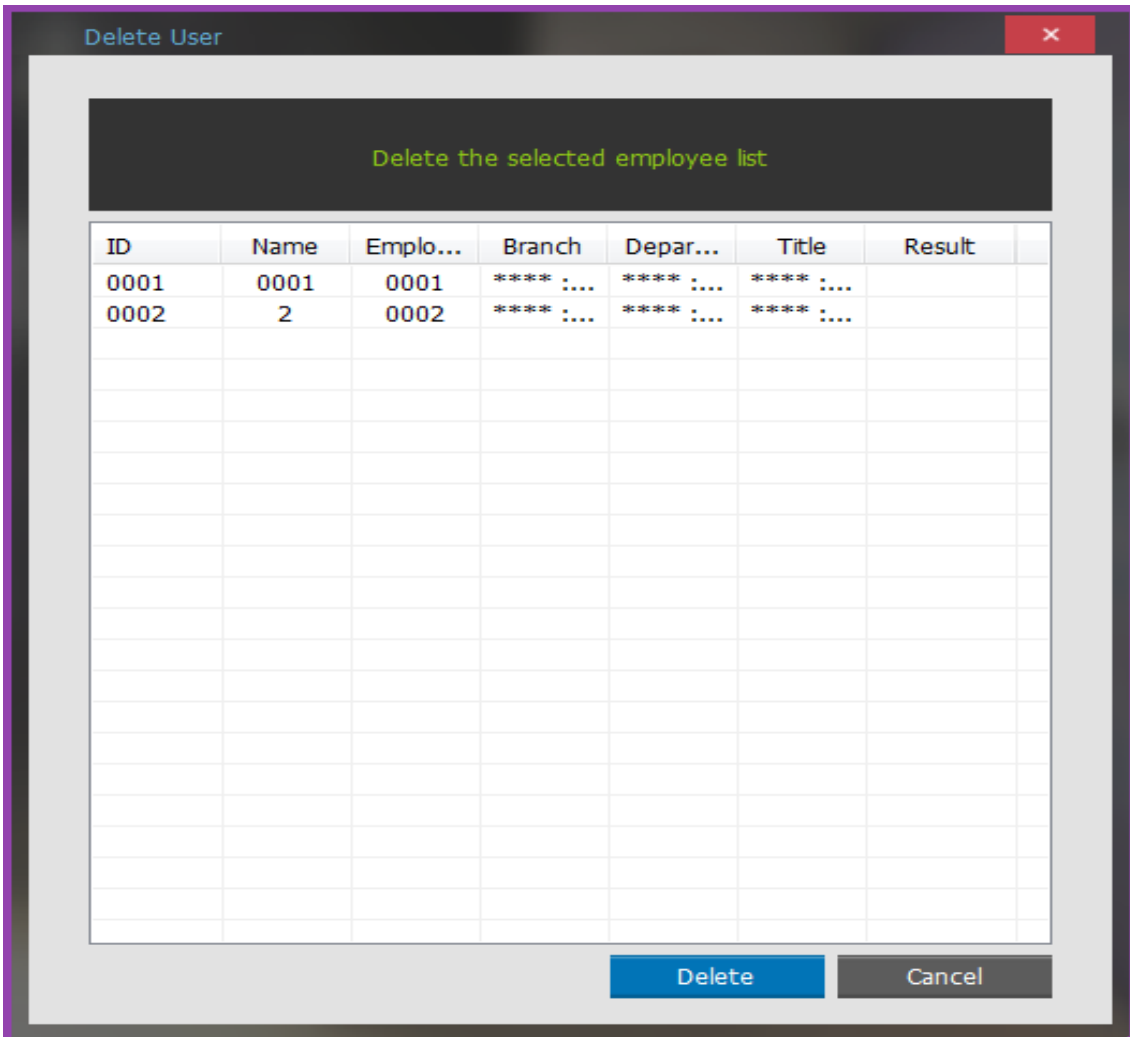 Delete User
×
Delete the selected employee list
ID Name Emplo... Branch Depar... Title Result
0001 0001 0001 **** :... **** :... **** :...
0002 2 0002 **** :... **** :... **** :...
Delete Cancel